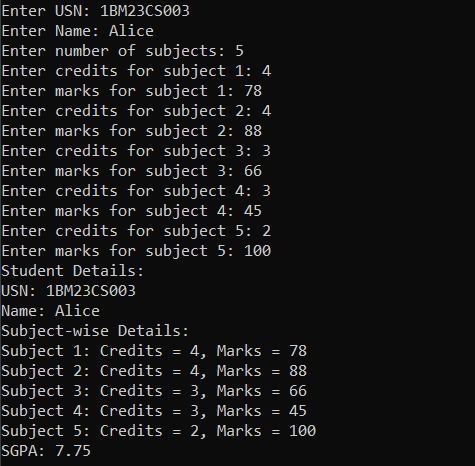 Enter USN: 1BM23CS003
Enter Name: Alice
Enter number of subjects: 5
Enter credits for subject 1: 4
Enter marks for subject 1: 78
Enter credits for subject 2: 4
Enter marks for subject 2: 88
Enter credits for subject 3: 3
Enter marks for subject 3: 66
Enter credits for subject 4: 3
Enter marks for subject 4: 45
Enter credits for subject 5: 2
Enter marks for subject 5: 100
Student Details:
USN: 1BM23CS003
Name: Alice
Subject-wise Details:
Subject 1: Credits = 4, Marks = 78
Subject 2: Credits = 4, Marks = 88
Subject 3: Credits = 3, Marks = 66
Subject 4: Credits = 3, Marks = 45
Subject 5: Credits = 2, Marks = 100
SGPA: 7.75